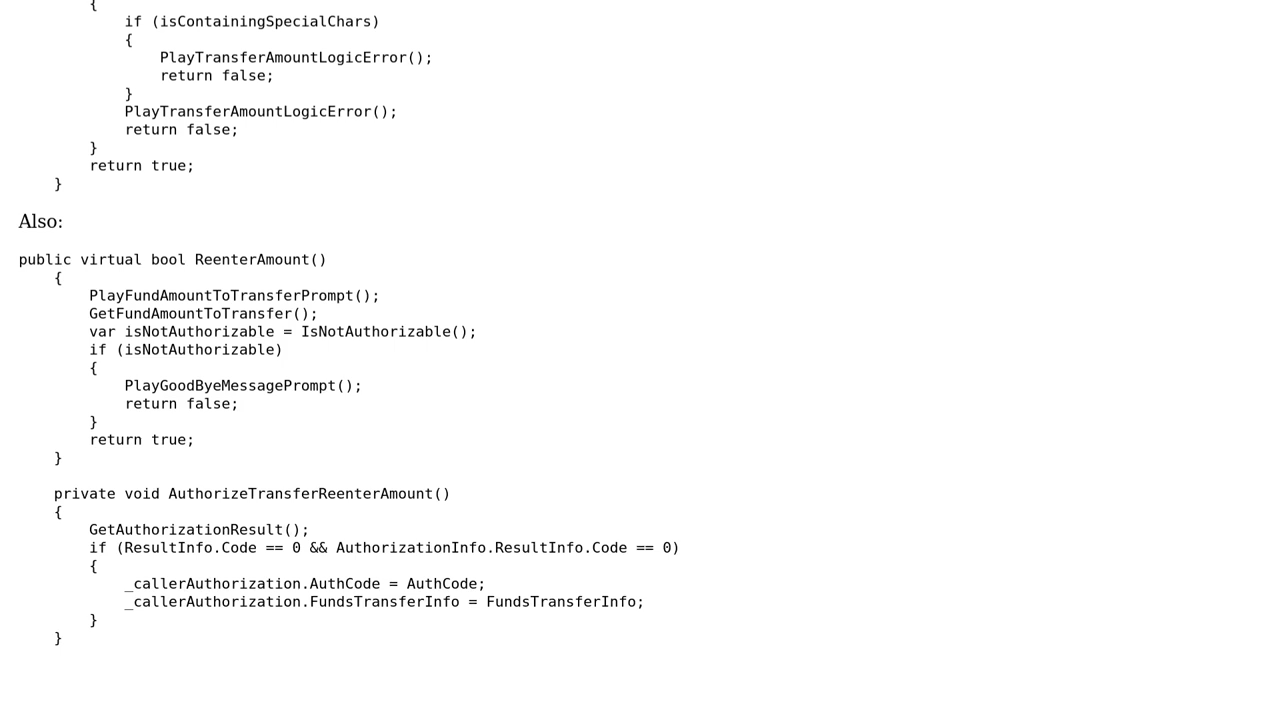 {
if (isContainingSpecialChars)
{
PlayTransferAmountLogicError();
return false;
}
PlayTransferAmountLogicError();
return false;
}
return true;
}
Also:
public virtual bool ReenterAmount()
{
PlayFundAmountToTransferPrompt();
GetFundAmountToTransfer();
var isNotAuthorizable = IsNotAuthorizable();
if (isNotAuthorizable)
{
PlayGoodByeMessagePrompt();
return false;
}
return true;
}
private void AuthorizeTransferReenterAmount()
{
GetAuthorizationResult();
if (ResultInfo.Code == 0 && AuthorizationInfo.ResultInfo.Code == 0)
{
_callerAuthorization.AuthCode = AuthCode;
_callerAuthorization.FundsTransferInfo = FundsTransferInfo;
}
}